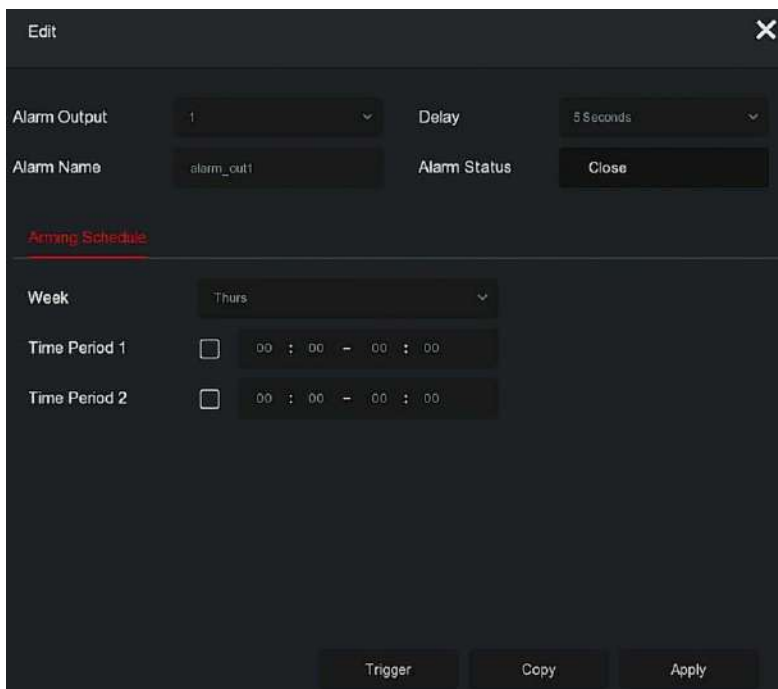 Edit
Alarm Output 1 Delay 5 Seconds
Alarm Name alarm_out1 Alarm Status Close
Arming Schedule
Week Thurs
Time Period 1 00 : 00 - 00 : 00
Time Period 2 00 : 00 - 00 : 00
Trigger Copy Apply